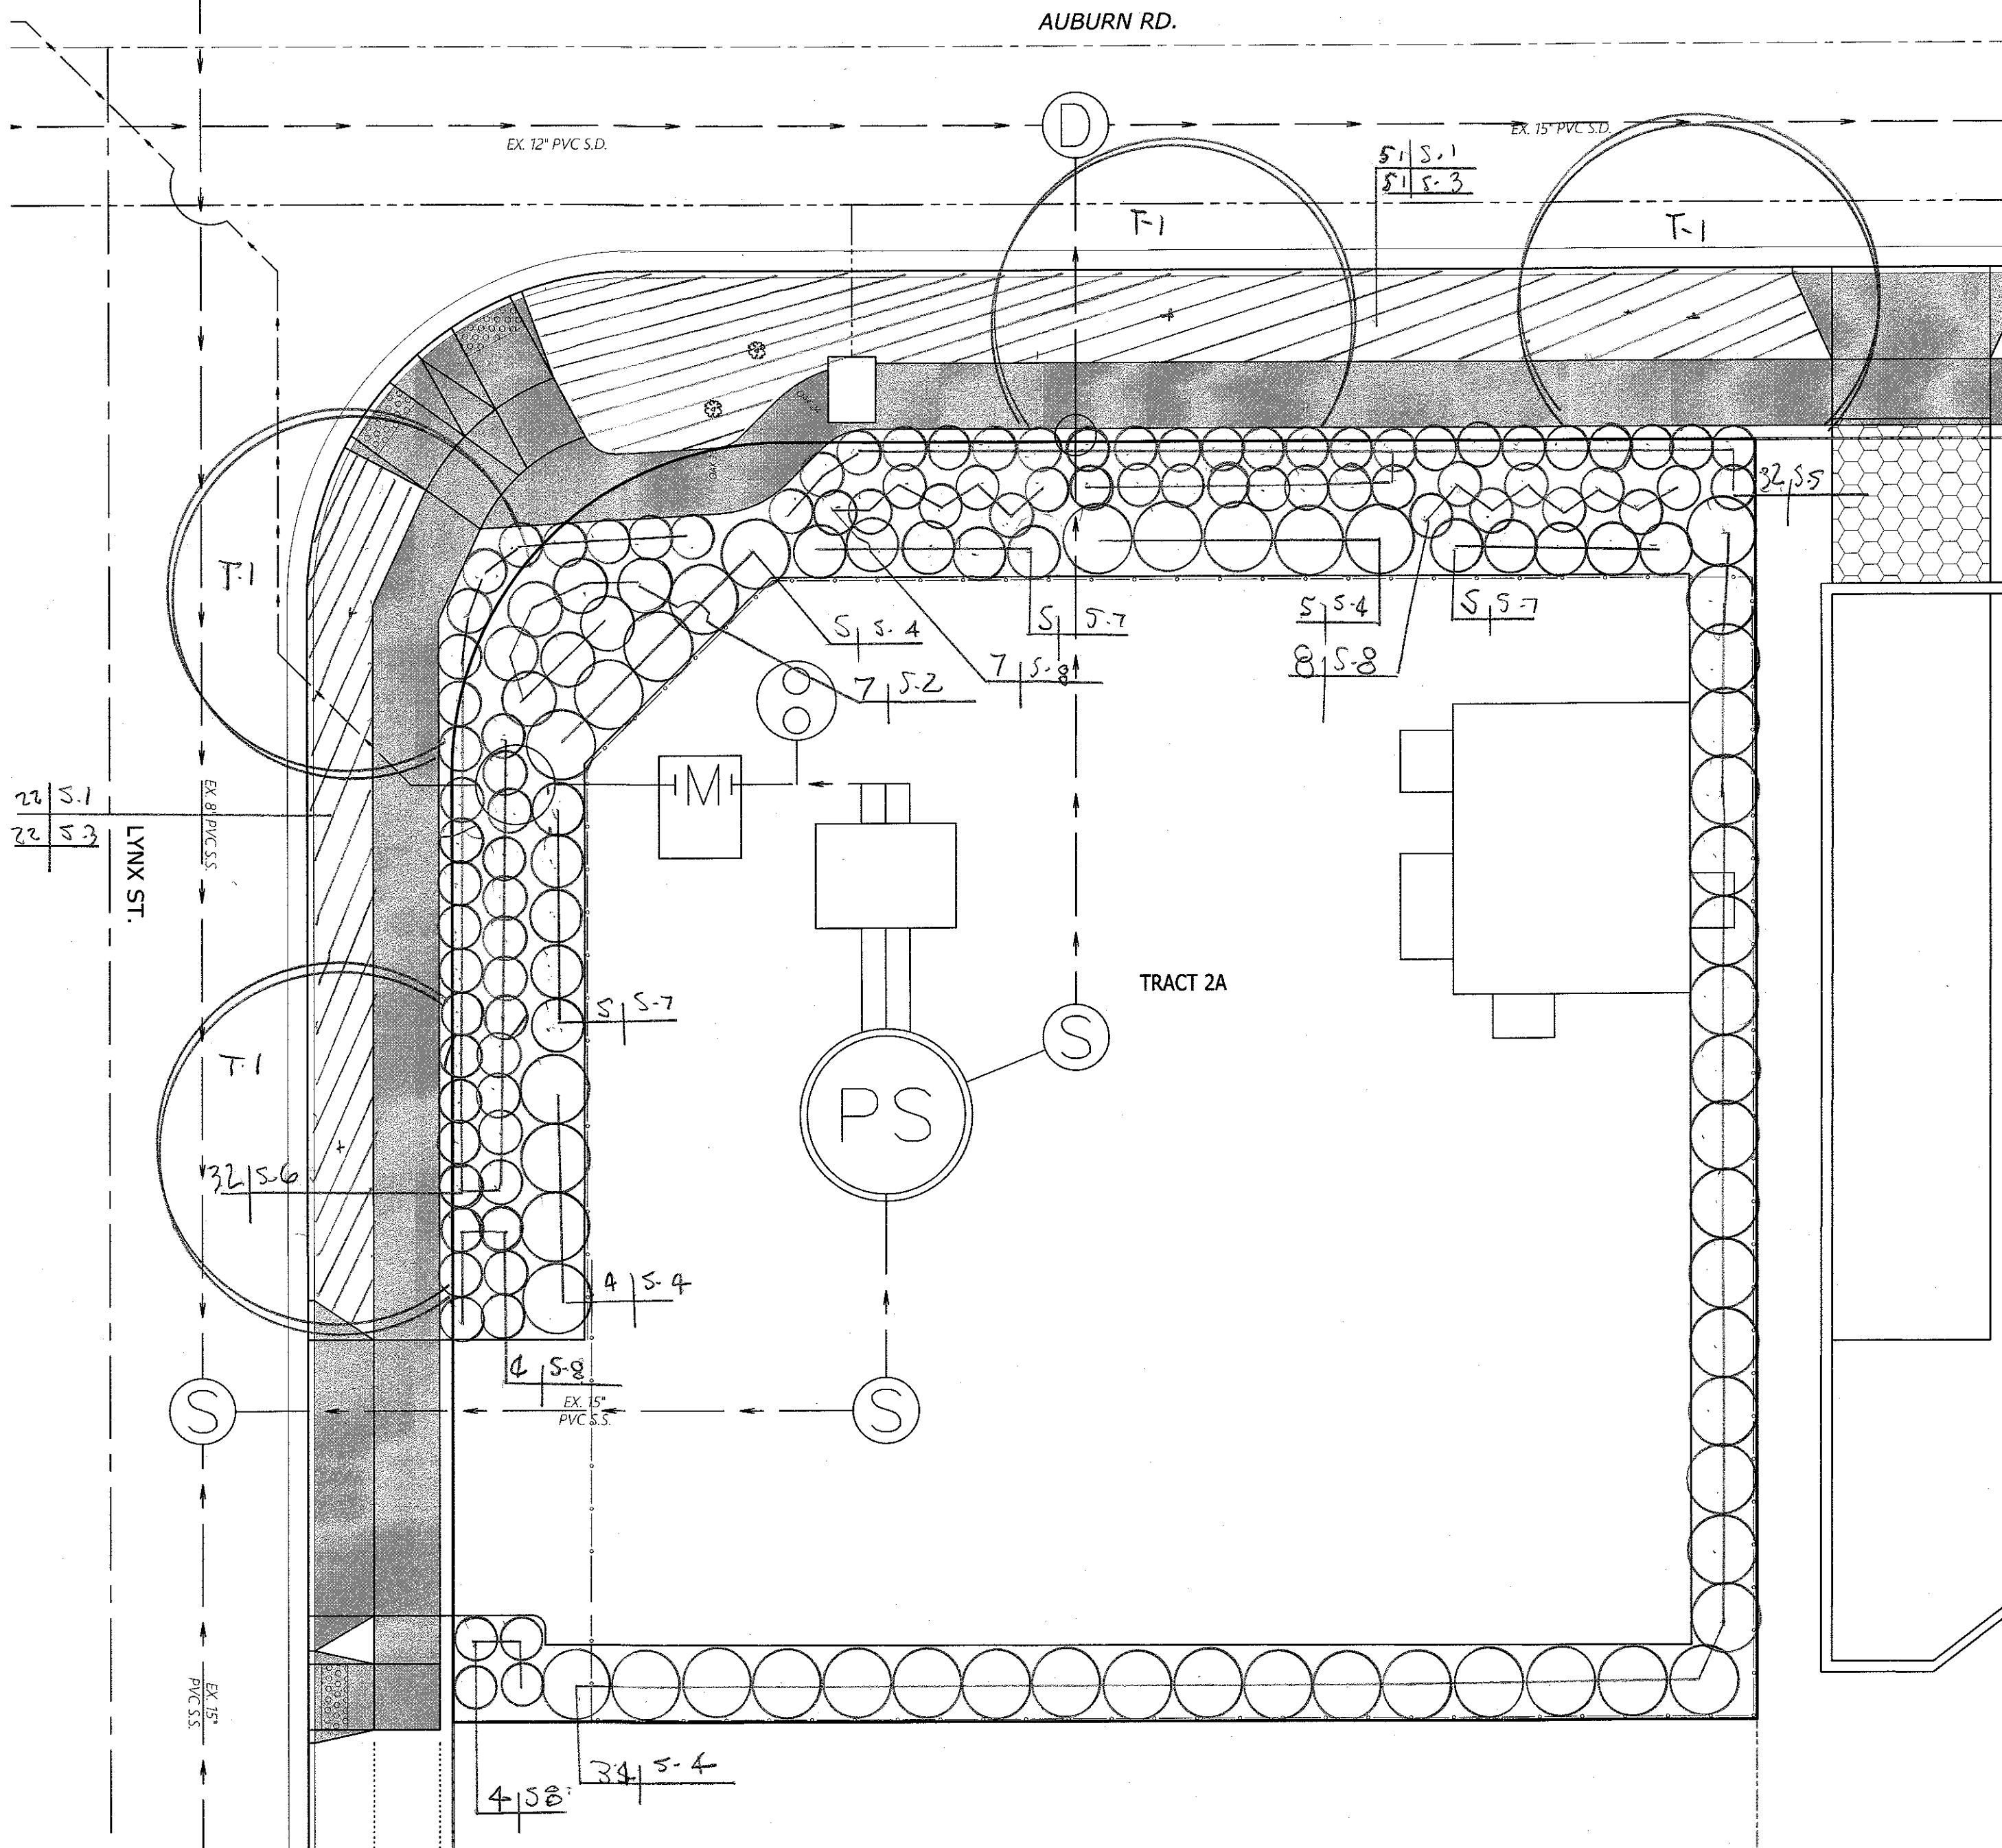 AUBURN RD.
D
EX. 12" PVC S.D.
EX. 15" PVC S.D.
51 S-1
51 S-3
T-1
T-1
32 S-5
T-1
5 S-4
5 S-7
5 S-4
5 S-7
7 S-8
8 S-8
7 S-2
22 S-1
22 S-3
EX. 8" PVC S.S.
LYNX ST.
M
TRACT 2A
5 S-7
S
T-1
PS
32 S-6
4 S-4
S-8
EX. 15"
PVC S.S.
S
S
EX. 15"
PVC S.S.
34 S-4
4 S8